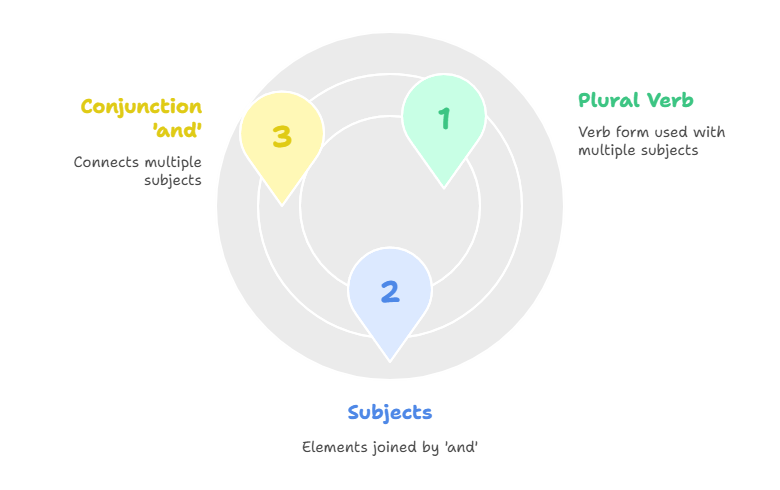 Conjunction
'and'
Connects multiple
subjects
3
1
Plural Verb
Verb form used with
multiple subjects
2
Subjects
Elements joined by 'and'